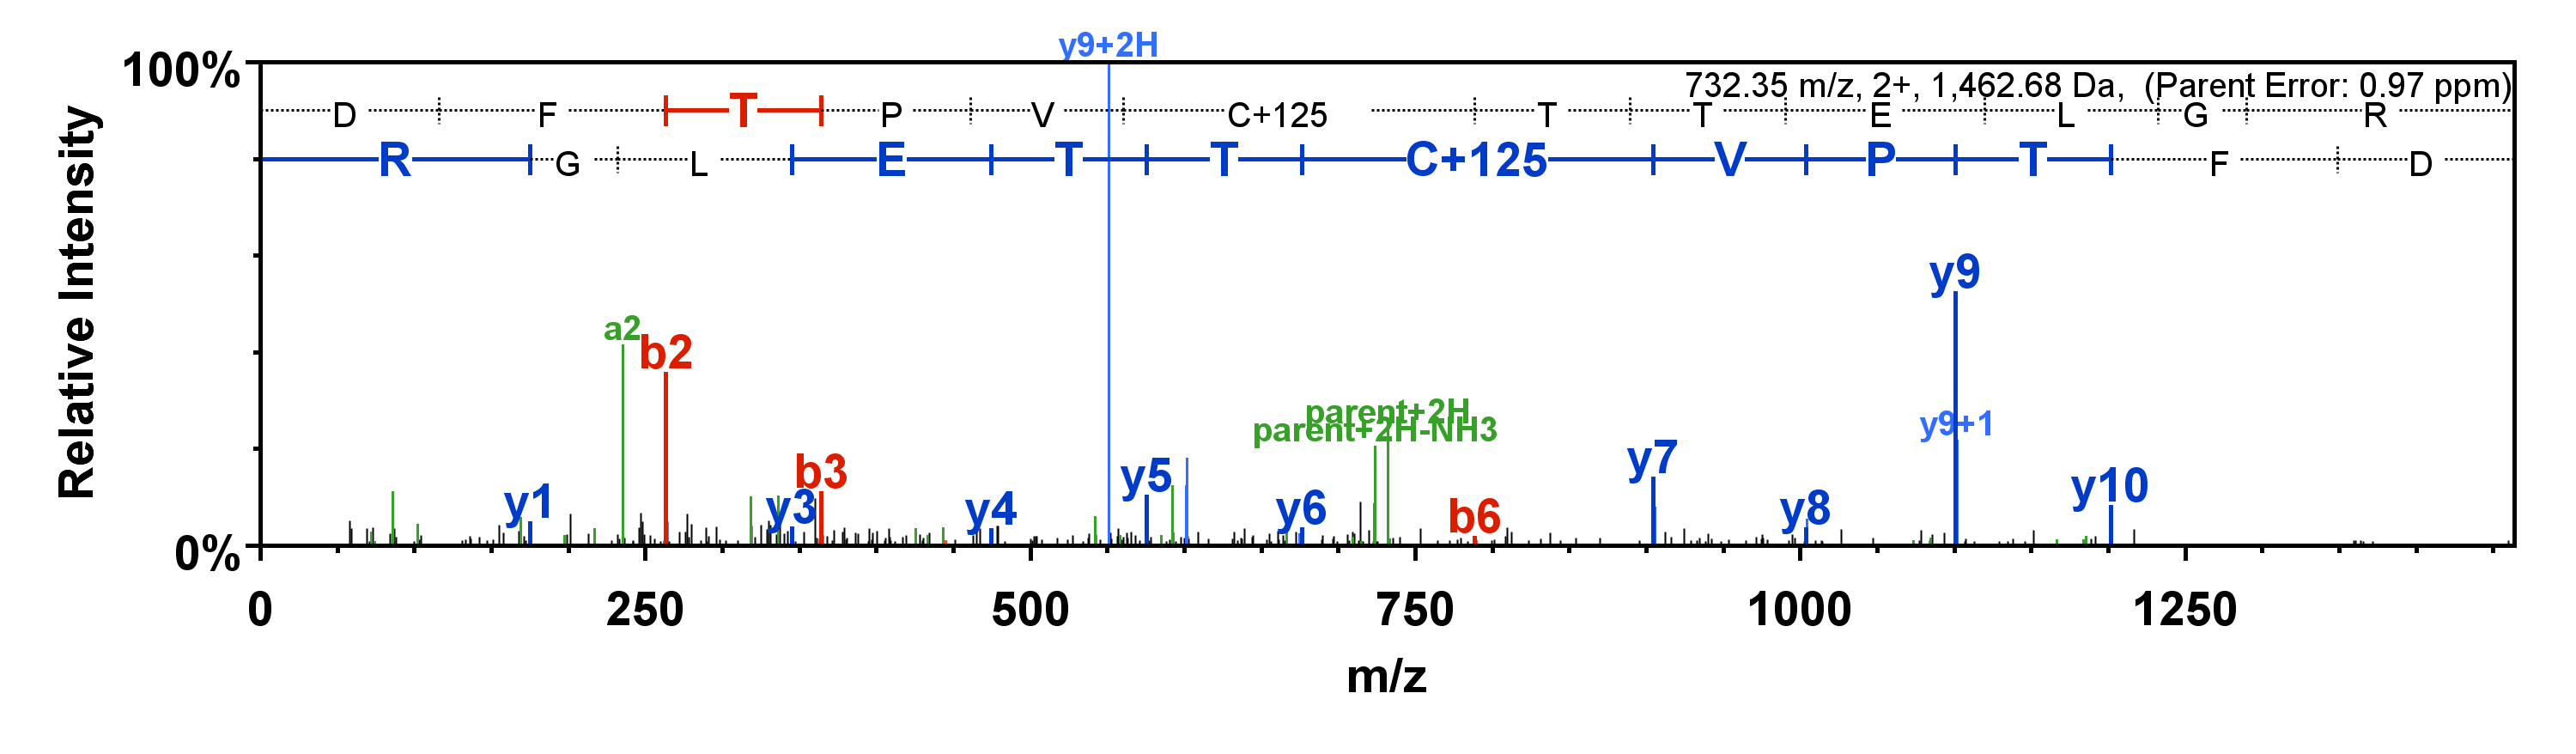 y9+2H
100%
732.35 m/z, 2+, 1,462.68 Da, (Parent Error: 0.97 ppm)
D F T P V C+125 T T E L G R
R G L E T T C+125 V P T F D
Relative Intensity
y9
a2
b2
parent+2H
parent+2H-NH3
y9+1
y7
b3
y5
y10
y1
y3
y4
y6
b6
y8
0%
0 250 500 750 1000 1250
m/z